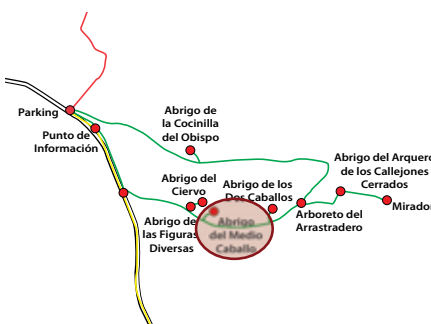 Parking
Punto de
Información
Abrigo de
la Cocinilla
del Obispo
Abrigo del
Ciervo
Abrigo de
las Figuras
Diversas
Abrigo de los
Dos Caballos
Abrigo
del Medio
Caballo
Arboreto del
Arrastradero
Abrigo del Arquero
de los Callejones
Cerrados
Mirador